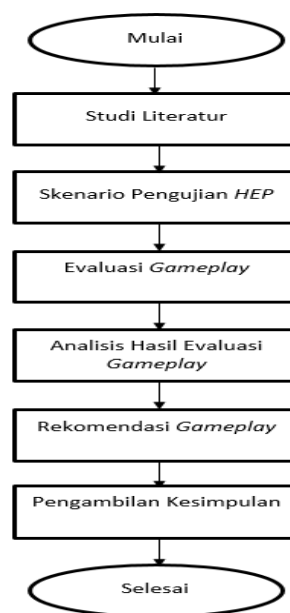 Mulai
Studi Literatur
Skenario Pengujian HEP
Evaluasi Gameplay
Analisis Hasil Evaluasi
Gameplay
Rekomendasi Gameplay
Pengambilan Kesimpulan
Selesai